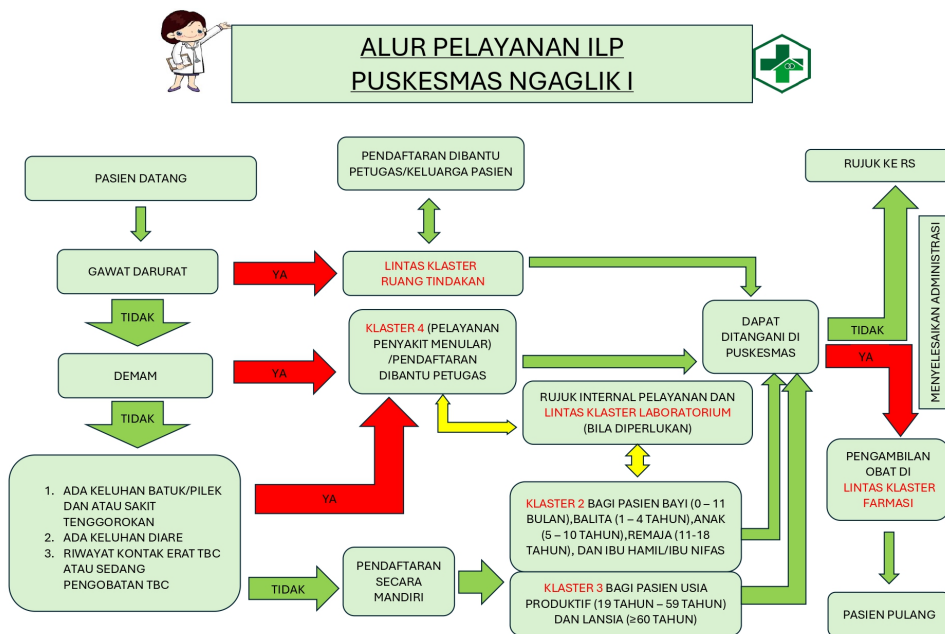 ALUR PELAYANAN ILP
PUSKESMAS NGAGLIK I
PASIEN DATANG
PENDAFTARAN DIBANTU
PETUGAS/KELUARGA PASIEN
RUJUK KE RS
GAWAT DARURAT
YA
LINTAS KLASTER
RUANG TINDAKAN
MENYELESAIKAN ADMINISTRASI
TIDAK
KLASTER 4 (PELAYANAN
PENYAKIT MENULAR)
/PENDAFTARAN
DIBANTU PETUGAS
DAPAT
DITANGANI DI
PUSKESMAS
TIDAK
YA
DEMAM
YA
TIDAK
RUJUK INTERNAL PELAYANAN DAN
LINTAS KLASTER LABORATORIUM
(BILA DIPERLUKAN)
PENGAMBILAN
OBAT DI
LINTAS KLASTER
FARMASI
1. ADA KELUHAN BATUK/PILEK
DAN ATAU SAKIT
TENGGOROKAN
2. ADA KELUHAN DIARE
3. RIWAYAT KONTAK ERAT TBC
ATAU SEDANG
PENGOBATAN TBC
YA
KLASTER 2 BAGI PASIEN BAYI (0 – 11
BULAN),BALITA (1 – 4 TAHUN),ANAK
(5 – 10 TAHUN),REMAJA (11-18
TAHUN), DAN IBU HAMIL/IBU NIFAS
TIDAK
PENDAFTARAN
SECARA
MANDIRI
KLASTER 3 BAGI PASIEN USIA
PRODUKTIF (19 TAHUN – 59 TAHUN)
DAN LANSIA (≥60 TAHUN)
PASIEN PULANG